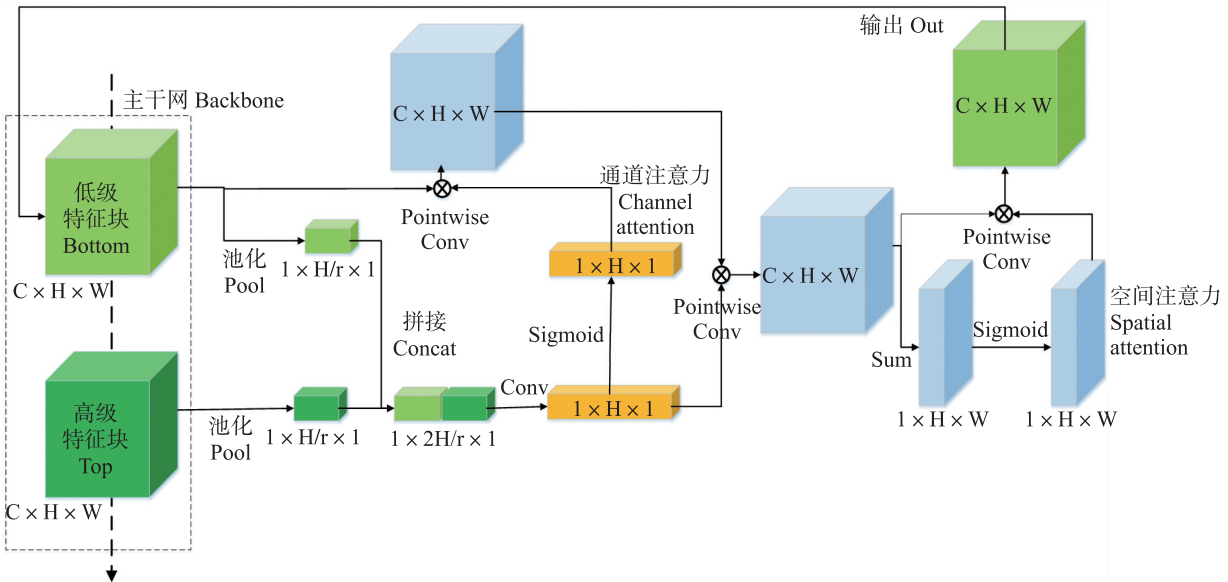 主干网 Backbone
低级
特征块
Bottom
C × H × W
高级
特征块
Top
C × H × W
池化
Pool
1 × H/r × 1
池化
Pool
1 × H/r × 1
拼接
Concat
1 × 2H/r × 1
Conv
1 × H × 1
Sigmoid
1 × H × 1
通道注意力
Channel
attention
Pointwise
Conv
C × H × W
Pointwise
Conv
C × H × W
Sum
1 × H × W
Sigmoid
1 × H × W
空间注意力
Spatial
attention
Pointwise
Conv
C × H × W
输出 Out